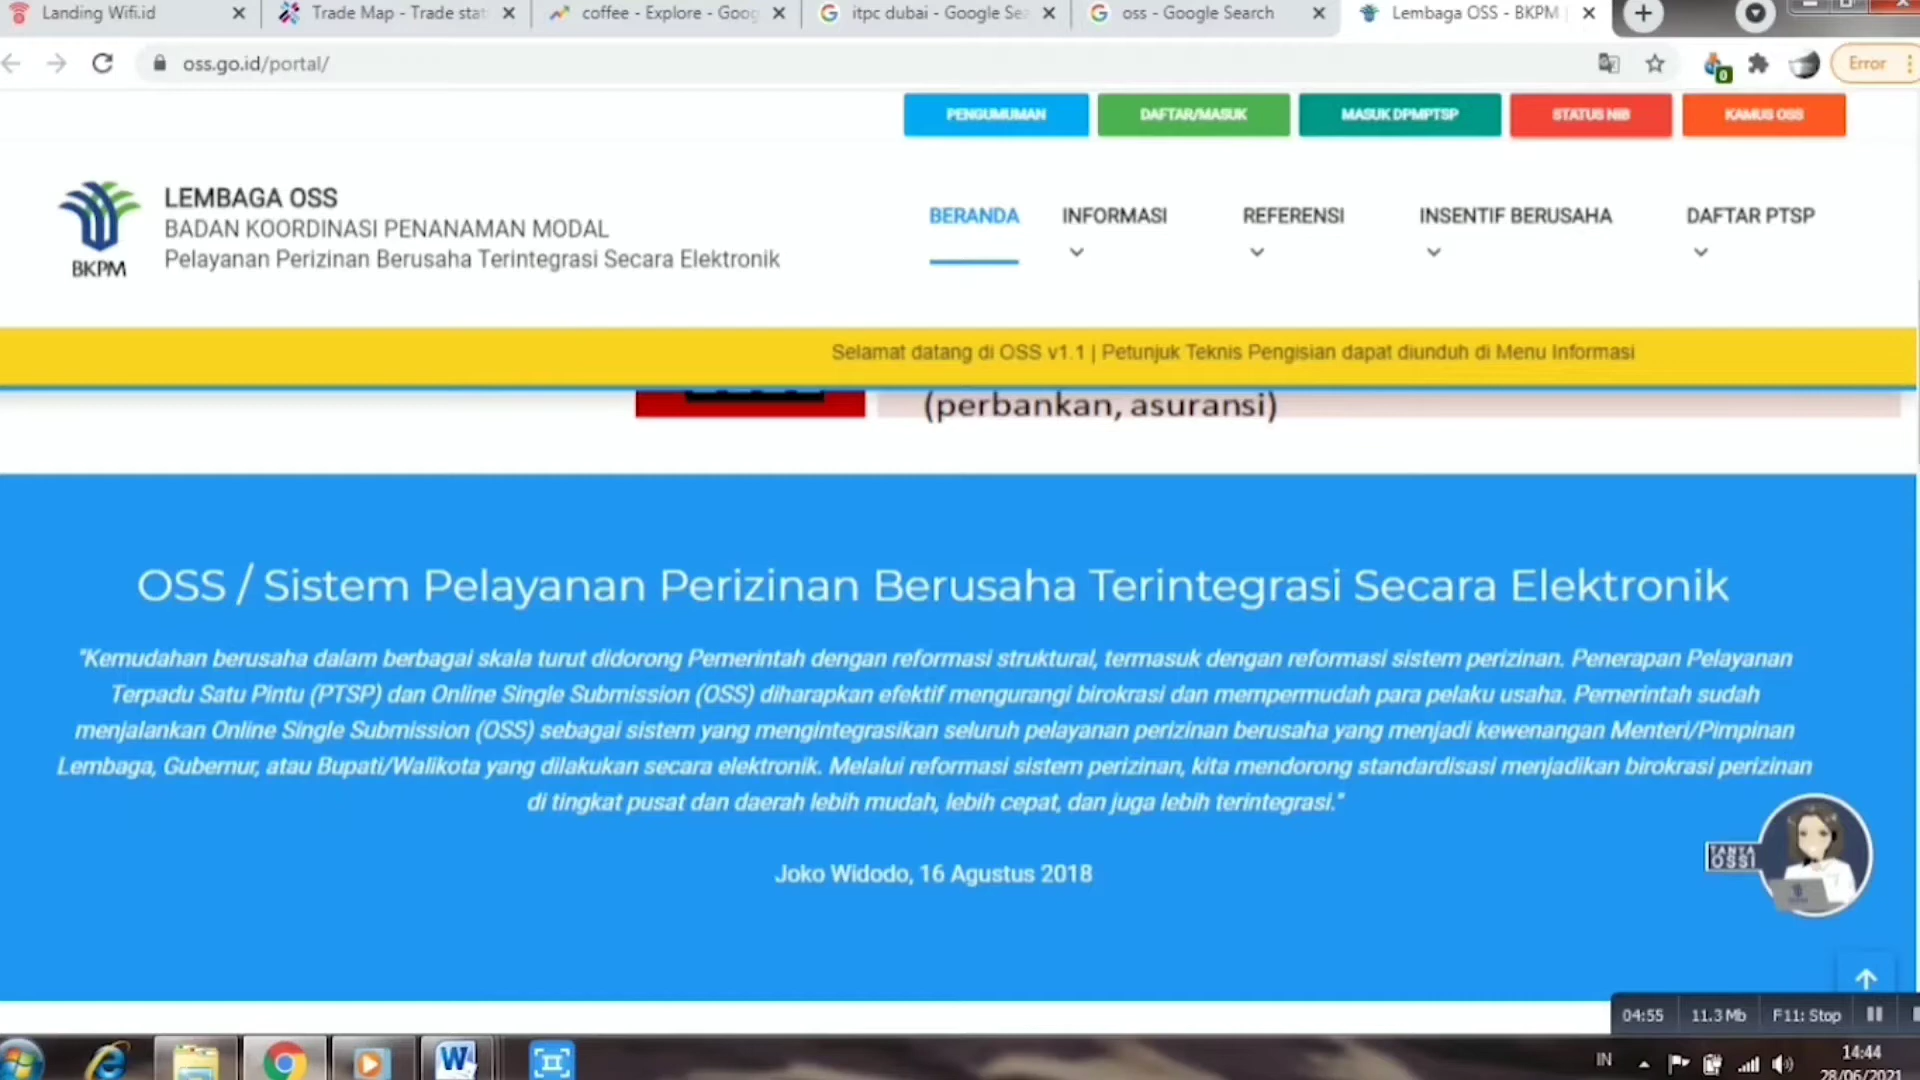 Landing Wifi.id
Trade Map - Trade stat
coffee - Explore - Goog
itpc dubai - Google Sea
oss - Google Search
Lembaga OSS - BKPM
oss.go.id/portal/
0
Error
PENGUMUMAN
DAFTAR/MASUK
MASUK DPMPTSP
STATUS NIB
KAMUS OSS
BKPM
LEMBAGA OSS
BADAN KOORDINASI PENANAMAN MODAL
Pelayanan Perizinan Berusaha Terintegrasi Secara Elektronik
BERANDA
INFORMASI
REFERENSI
INSENTIF BERUSAHA
DAFTAR PTSP
Selamat datang di OSS v1.1 | Petunjuk Teknis Pengisian dapat diunduh di Menu Informasi
(perbankan, asuransi)
OSS / Sistem Pelayanan Perizinan Berusaha Terintegrasi Secara Elektronik
"Kemudahan berusaha dalam berbagai skala turut didorong Pemerintah dengan reformasi struktural, termasuk dengan reformasi sistem perizinan. Penerapan Pelayanan
Terpadu Satu Pintu (PTSP) dan Online Single Submission (OSS) diharapkan efektif mengurangi birokrasi dan mempermudah para pelaku usaha. Pemerintah sudah
menjalankan Online Single Submission (OSS) sebagai sistem yang mengintegrasikan seluruh pelayanan perizinan berusaha yang menjadi kewenangan Menteri/Pimpinan
Lembaga, Gubernur, atau Bupati/Walikota yang dilakukan secara elektronik. Melalui reformasi sistem perizinan, kita mendorong standardisasi menjadikan birokrasi perizinan
di tingkat pusat dan daerah lebih mudah, lebih cepat, dan juga lebih terintegrasi."
Joko Widodo, 16 Agustus 2018
TANYA
OSSI
04:55
11.3 Mb
F11: Stop
IN
14:44
28/06/2021